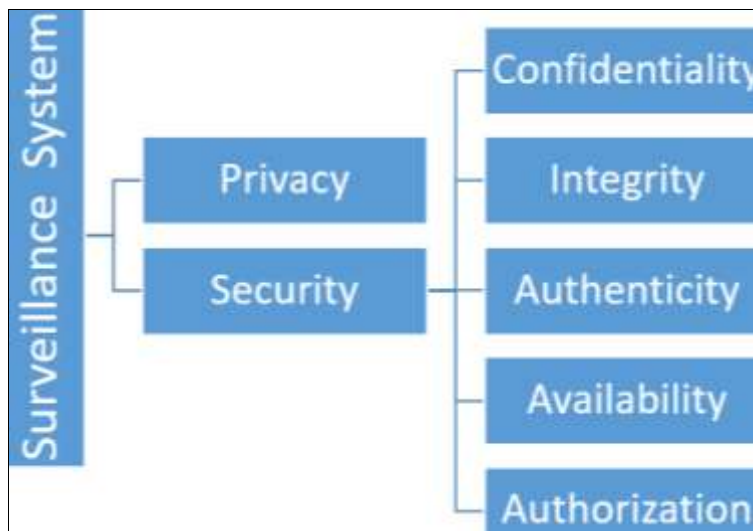 Surveillance System
Privacy
Security
Confidentiality
Integrity
Authenticity
Availability
Authorization